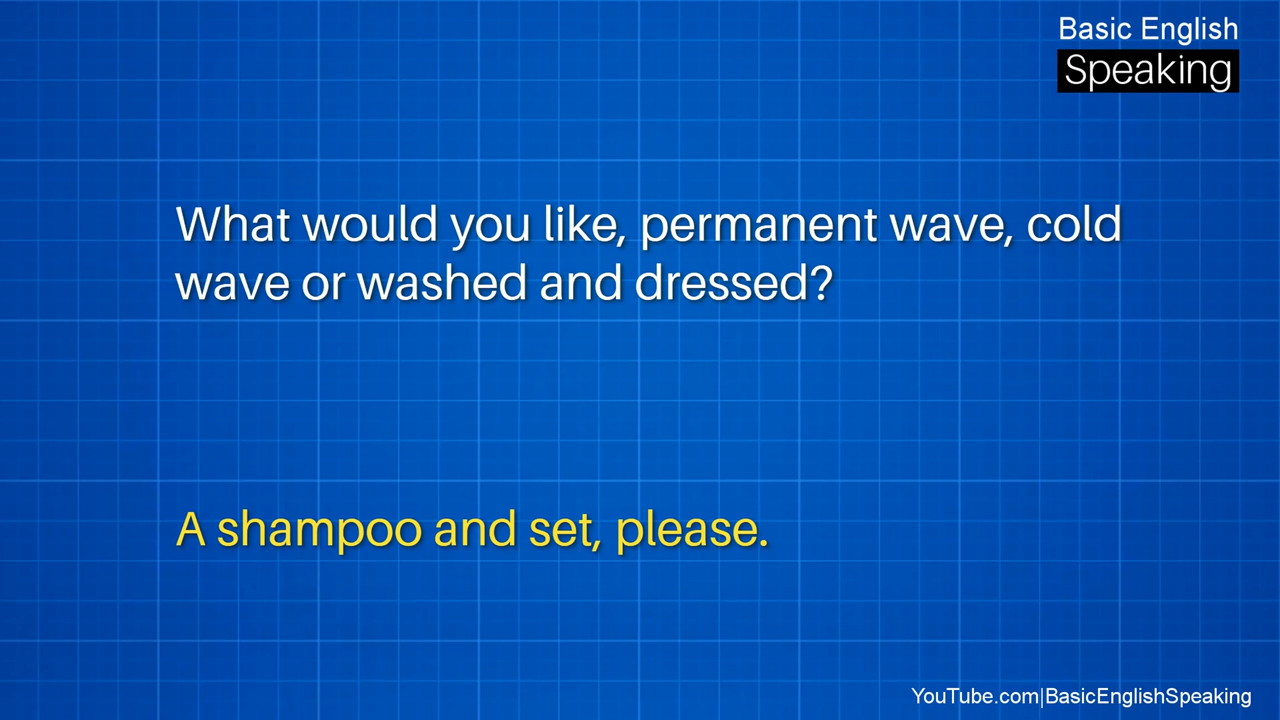 Basic English
Speaking
What would you like, permanent wave, cold
wave or washed and dressed?
A shampoo and set, please.
YouTube.com|BasicEnglishSpeaking